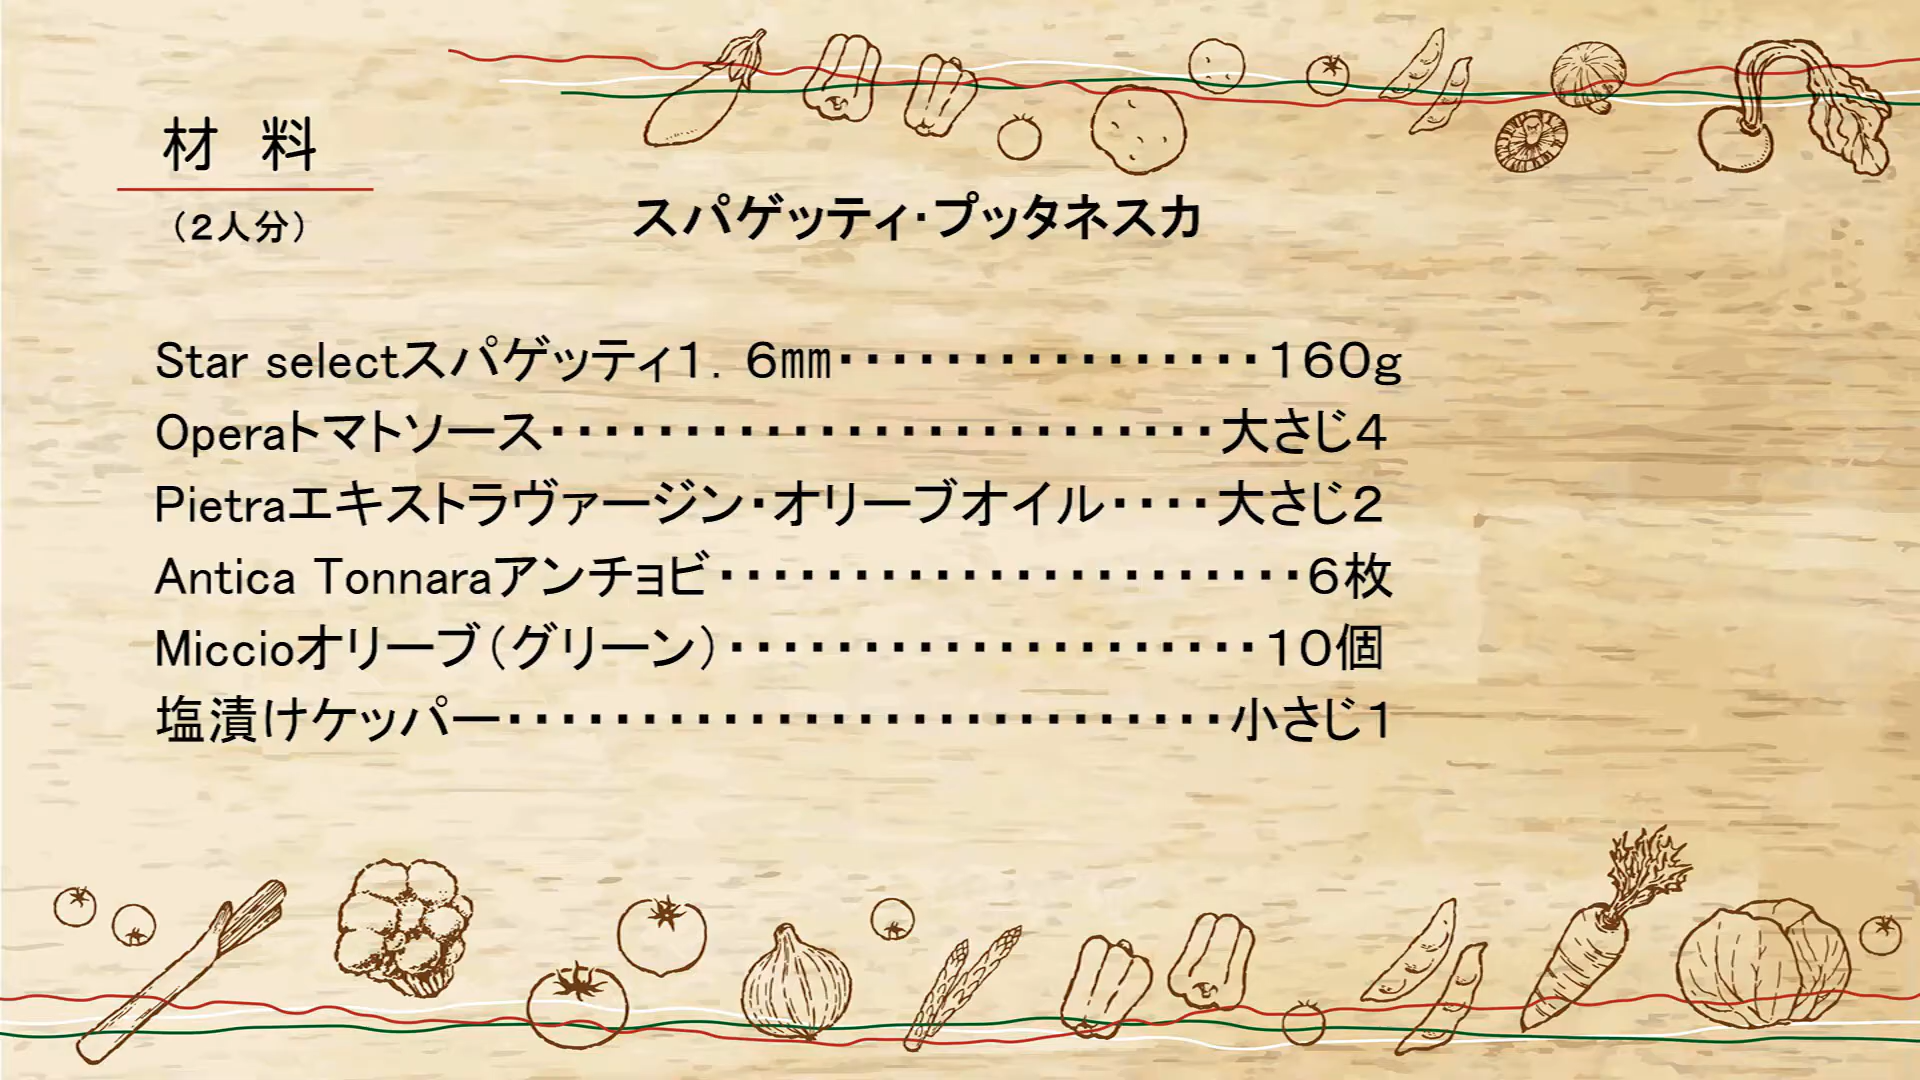 材　料
（２人分）
スパゲッティ・プッタネスカ
Star selectスパゲッティ１．６㎜・・・・・・・・・・・・・・・・１６０ｇ
Operaトマトソース・・・・・・・・・・・・・・・・・・・・・・・・・大さじ４
Pietraエキストラヴァージン・オリーブオイル・・・・大さじ２
Antica Tonnaraアンチョビ・・・・・・・・・・・・・・・・・・・・・・６枚
Miccioオリーブ（グリーン）・・・・・・・・・・・・・・・・・・・・１０個
塩漬けケッパー・・・・・・・・・・・・・・・・・・・・・・・・・・・小さじ１